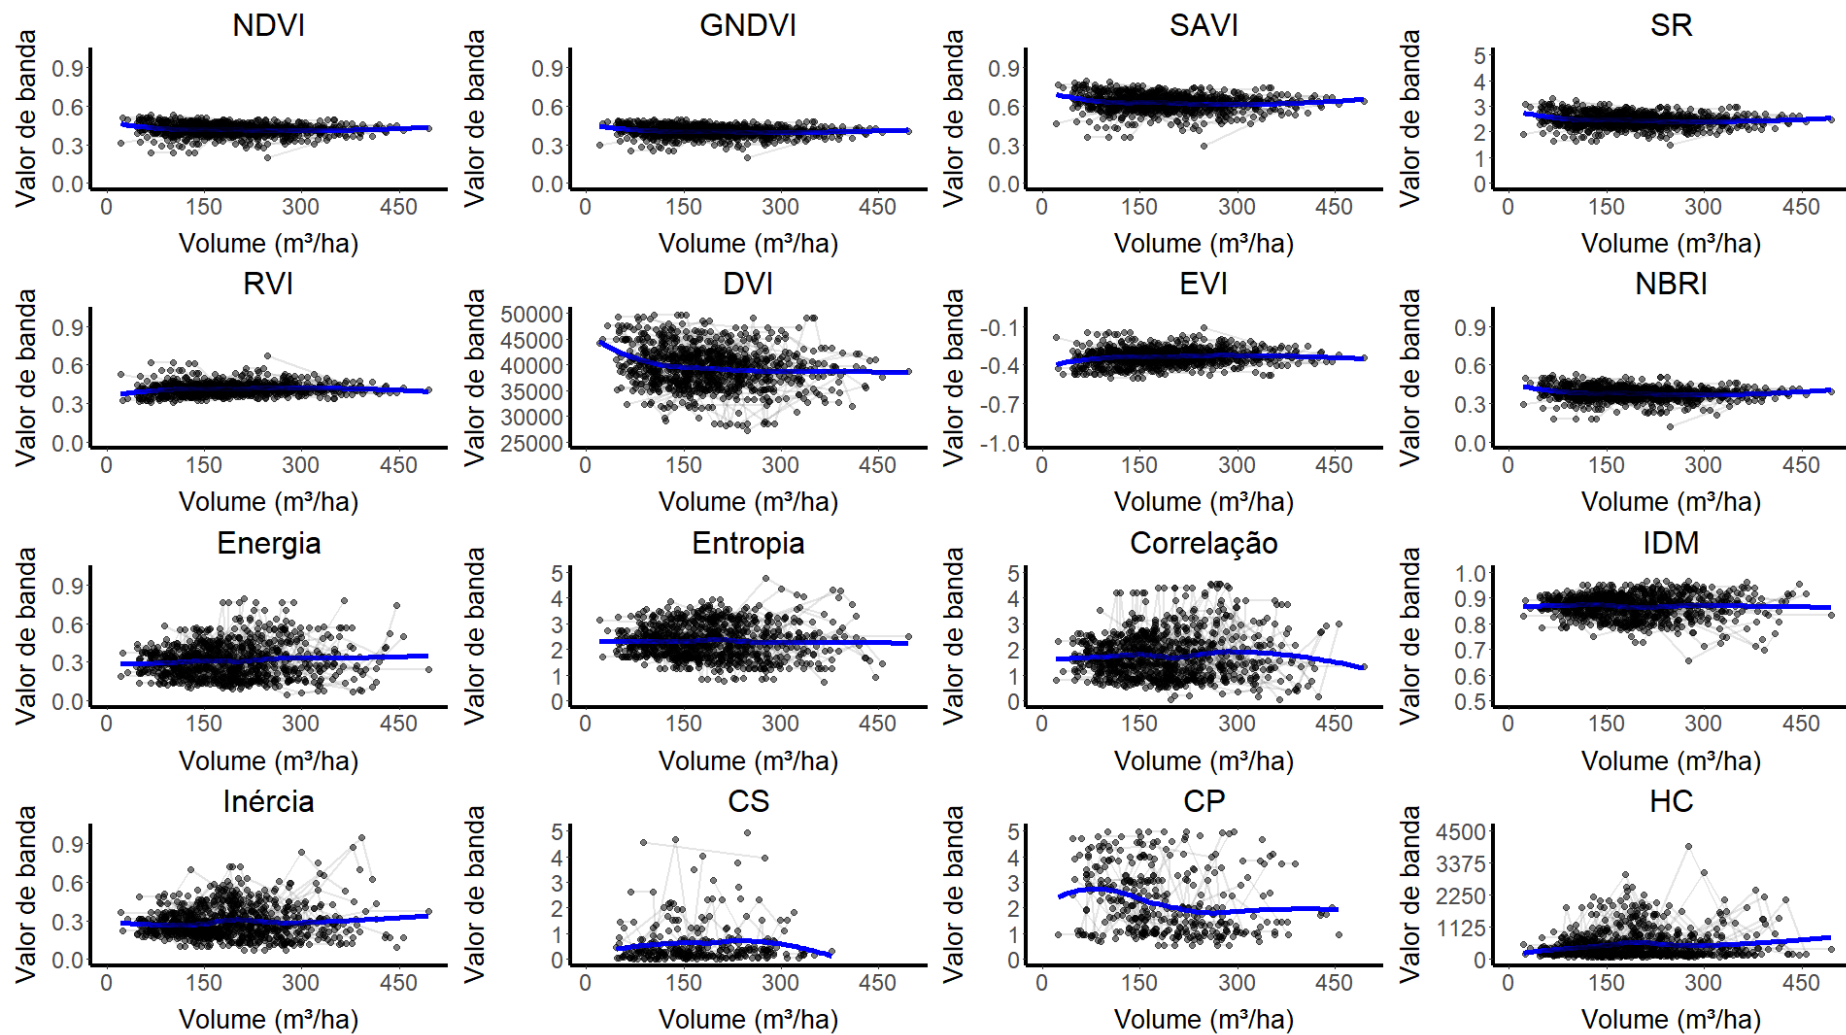 NDVI
GNDVI
SAVI
SR
Valor de banda
0.9
0.6
0.3
0.0
0 150 300 450
Volume (m³/ha)
Valor de banda
0.9
0.6
0.3
0.0
0 150 300 450
Volume (m³/ha)
Valor de banda
0.9
0.6
0.3
0.0
0 150 300 450
Volume (m³/ha)
Valor de banda
5
4
3
2
1
0
0 150 300 450
Volume (m³/ha)
RVI
DVI
EVI
NBRI
Valor de banda
0.9
0.6
0.3
0.0
0 150 300 450
Volume (m³/ha)
Valor de banda
50000
45000
40000
35000
30000
25000
0 150 300 450
Volume (m³/ha)
Valor de banda
-0.1
-0.4
-0.7
-1.0
0 150 300 450
Volume (m³/ha)
Valor de banda
0.9
0.6
0.3
0.0
0 150 300 450
Volume (m³/ha)
Energia
Entropia
Correlação
IDM
Valor de banda
0.9
0.6
0.3
0.0
0 150 300 450
Volume (m³/ha)
Valor de banda
5
4
3
2
1
0
0 150 300 450
Volume (m³/ha)
Valor de banda
5
4
3
2
1
0
0 150 300 450
Volume (m³/ha)
Valor de banda
1.0
0.9
0.8
0.7
0.6
0.5
0 150 300 450
Volume (m³/ha)
Inércia
CS
CP
HC
Valor de banda
0.9
0.6
0.3
0.0
0 150 300 450
Volume (m³/ha)
Valor de banda
5
4
3
2
1
0
0 150 300 450
Volume (m³/ha)
Valor de banda
5
4
3
2
1
0
0 150 300 450
Volume (m³/ha)
Valor de banda
4500
3375
2250
1125
0
0 150 300 450
Volume (m³/ha)